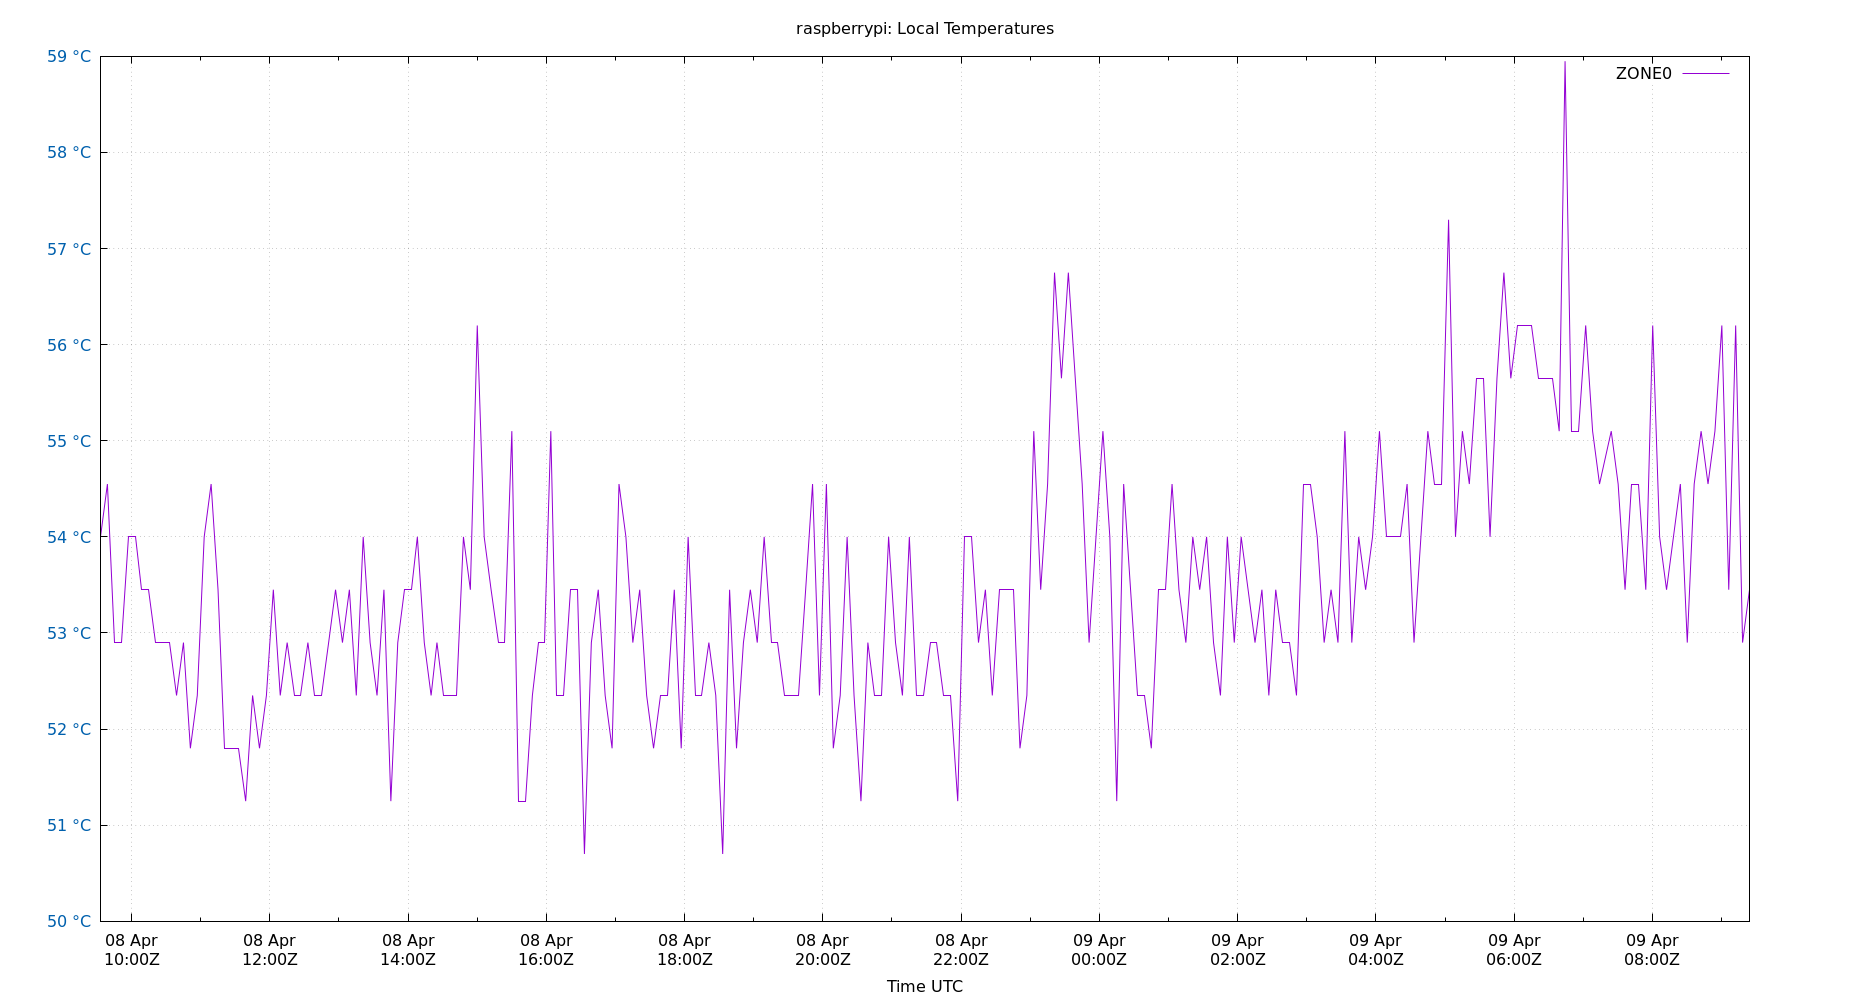 raspberrypi: Local Temperatures
ZONE0
59 °C
58 °C
57 °C
56 °C
55 °C
54 °C
53 °C
52 °C
51 °C
50 °C
08 Apr 08 Apr 08 Apr 08 Apr 08 Apr 08 Apr 08 Apr 09 Apr 09 Apr 09 Apr 09 Apr 09 Apr
10:00Z 12:00Z 14:00Z 16:00Z 18:00Z 20:00Z 22:00Z 00:00Z 02:00Z 04:00Z 06:00Z 08:00Z
Time UTC